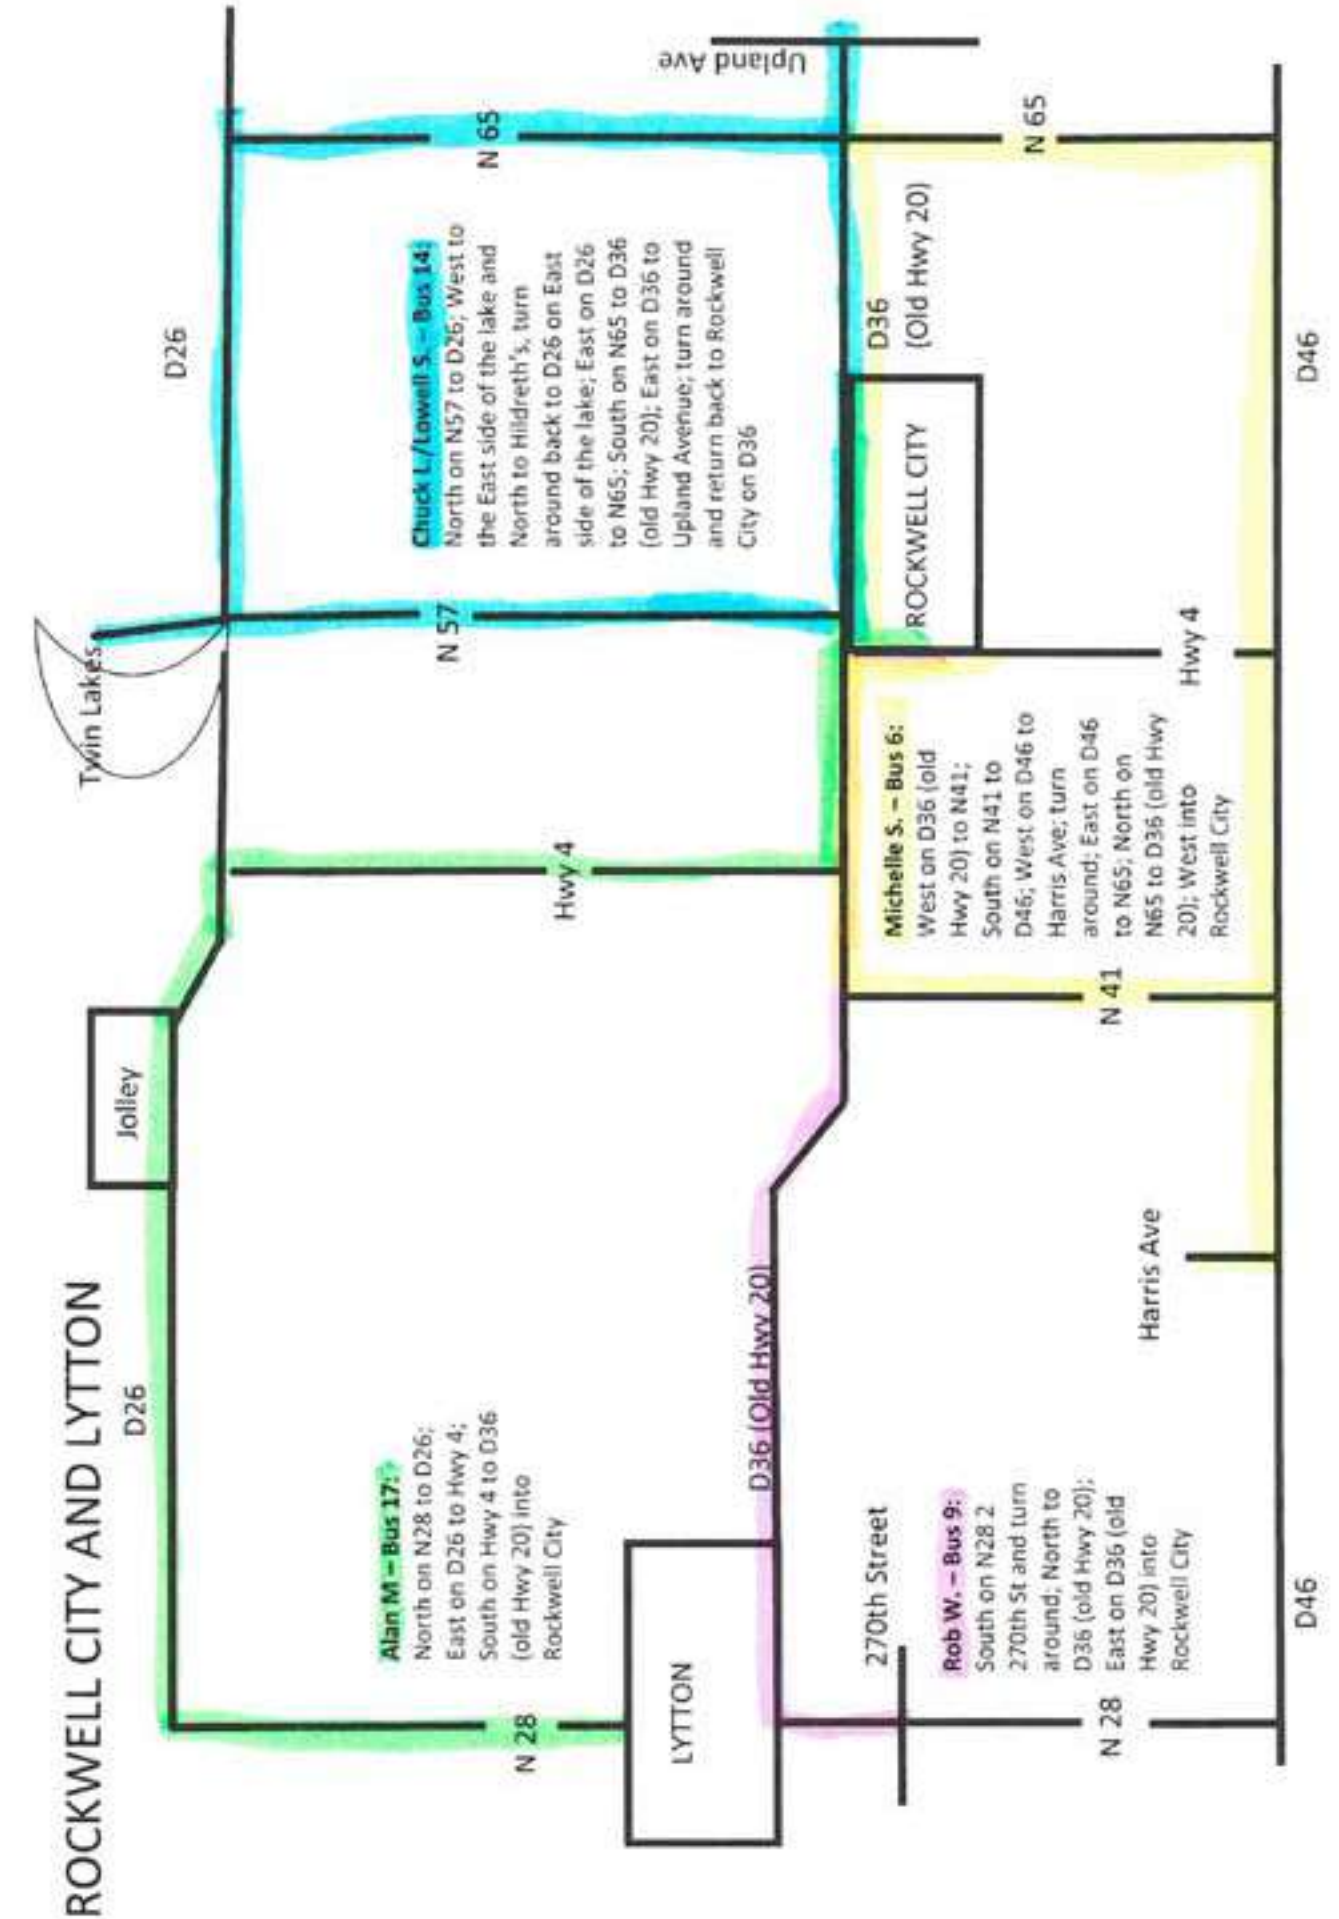 ROCKWELL CITY AND LYTTON
D26
Jolley
Twin Lakes
D26
Alan M – Bus 17:
North on N28 to D26;
East on D26 to Hwy 4;
South on Hwy 4 to D36
(old Hwy 20) into
Rockwell City
N 28
Hwy 4
N 57
Chuck L./Lowell S. – Bus 14:
North on N57 to D26; West to
the East side of the lake and
North to Hildreth's, turn
around back to D26 on East
side of the lake; East on D26
to N65; South on N65 to D36
(old Hwy 20); East on D36 to
Upland Avenue; turn around
and return back to Rockwell
City on D36
N 65
Upland Ave
LYTTON
D36 (Old Hwy 20)
270th Street
Rob W. – Bus 9:
South on N28 2
270th St and turn
around; North to
D36 (old Hwy 20);
East on D36 (old
Hwy 20) into
Rockwell City
N 28
Harris Ave
N 41
Michelle S. – Bus 6:
West on D36 (old
Hwy 20) to N41;
South on N41 to
D46; West on D46 to
Harris Ave; turn
around; East on D46
to N65; North on
N65 to D36 (old Hwy
20); West into
Rockwell City
ROCKWELL CITY
D36
(Old Hwy 20)
Hwy 4
N 65
D46
D46